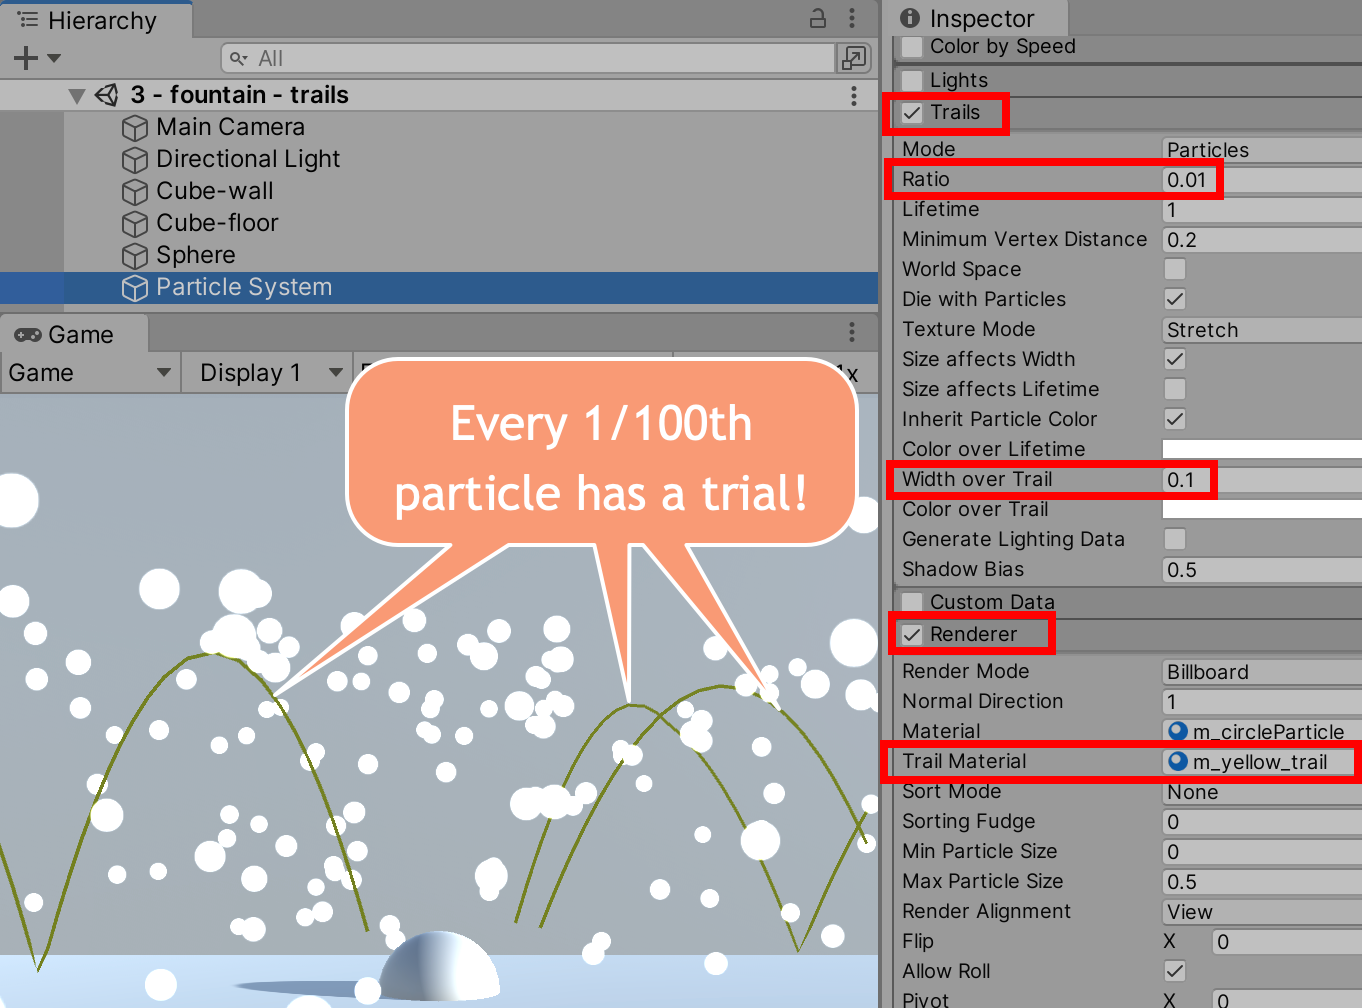 Hierarchy
All
3 - fountain - trails
Main Camera
Directional Light
Cube-wall
Cube-floor
Sphere
Particle System
Game
Game
Display 1
x
Every 1/100th
particle has a trial!
Inspector
Color by Speed
Lights
Trails
Mode Particles
Ratio 0.01
Lifetime 1
Minimum Vertex Distance 0.2
World Space
Die with Particles
Texture Mode Stretch
Size affects Width
Size affects Lifetime
Inherit Particle Color
Color over Lifetime
Width over Trail 0.1
Color over Trail
Generate Lighting Data
Shadow Bias 0.5
Custom Data
Renderer
Render Mode Billboard
Normal Direction 1
Material m_circleParticle
Trail Material m_yellow_trail
Sort Mode None
Sorting Fudge 0
Min Particle Size 0
Max Particle Size 0.5
Render Alignment View
Flip X 0
Allow Roll
Pivot X 0